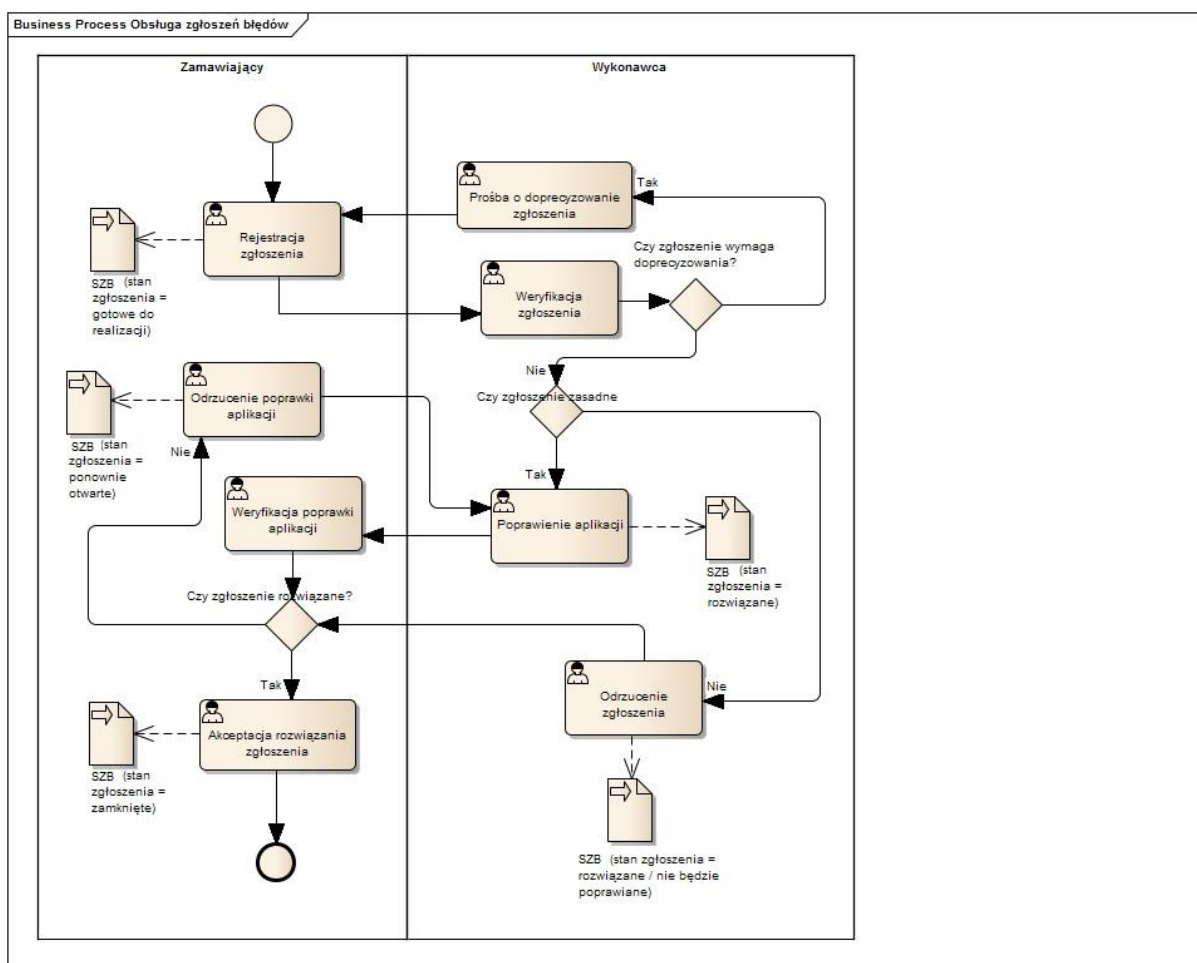 Business Process Obsługa zgłoszeń błędów
Zamawiający
Wykonawca
Prośba o doprecyzowanie
zgłoszenia
Tak
Rejestracja
zgłoszenia
SZB (stan
zgłoszenia =
gotowe do
realizacji)
Czy zgłoszenie wymaga
doprecyzowania?
Weryfikacja
zgłoszenia
Nie
Czy zgłoszenie zasadne
Odrzucenie poprawki
aplikacji
SZB (stan
zgłoszenia =
ponownie
otwarte)
Nie
Tak
Weryfikacja poprawki
aplikacji
Poprawienie aplikacji
SZB (stan
zgłoszenia =
rozwiązane)
Czy zgłoszenie rozwiązane?
Tak
Nie
Odrzucenie
zgłoszenia
Akceptacja rozwiązania
zgłoszenia
SZB (stan
zgłoszenia =
zamknięte)
SZB (stan zgłoszenia =
rozwiązane / nie będzie
poprawiane)